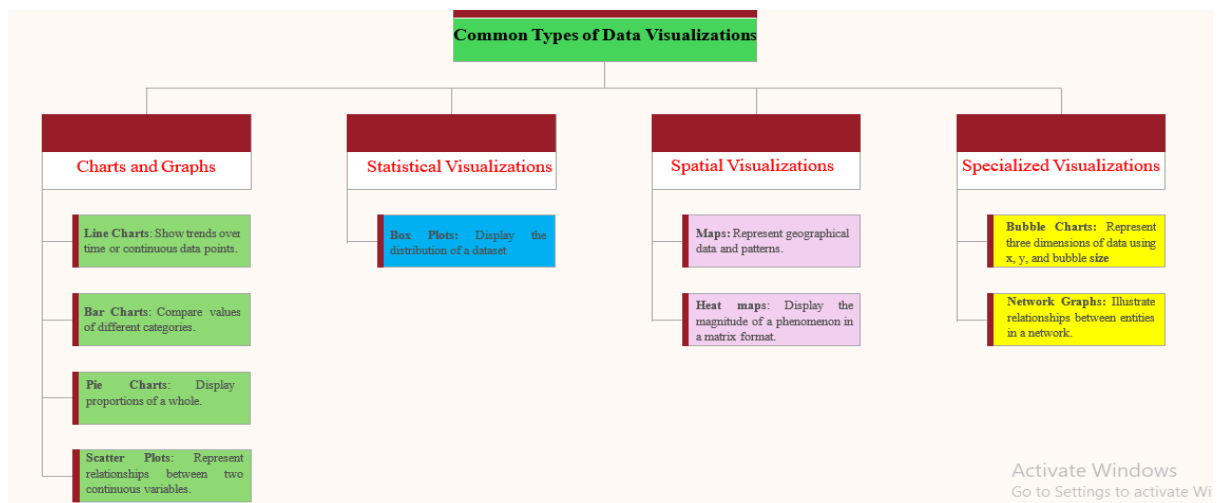 Common Types of Data Visualizations
Charts and Graphs
Line Charts: Show trends over
time or continuous data points.
Bar Charts: Compare values
of different categories.
Pie Charts: Display
proportions of a whole.
Scatter Plots: Represent
relationships between two
continuous variables.
Statistical Visualizations
Box Plots: Display the
distribution of a dataset
Spatial Visualizations
Maps: Represent geographical
data and patterns.
Heat maps: Display the
magnitude of a phenomenon in
a matrix format.
Specialized Visualizations
Bubble Charts: Represent
three dimensions of data using
x, y, and bubble size
Network Graphs: Illustrate
relationships between entities
in a network.
Activate Windows
Go to Settings to activate Wi